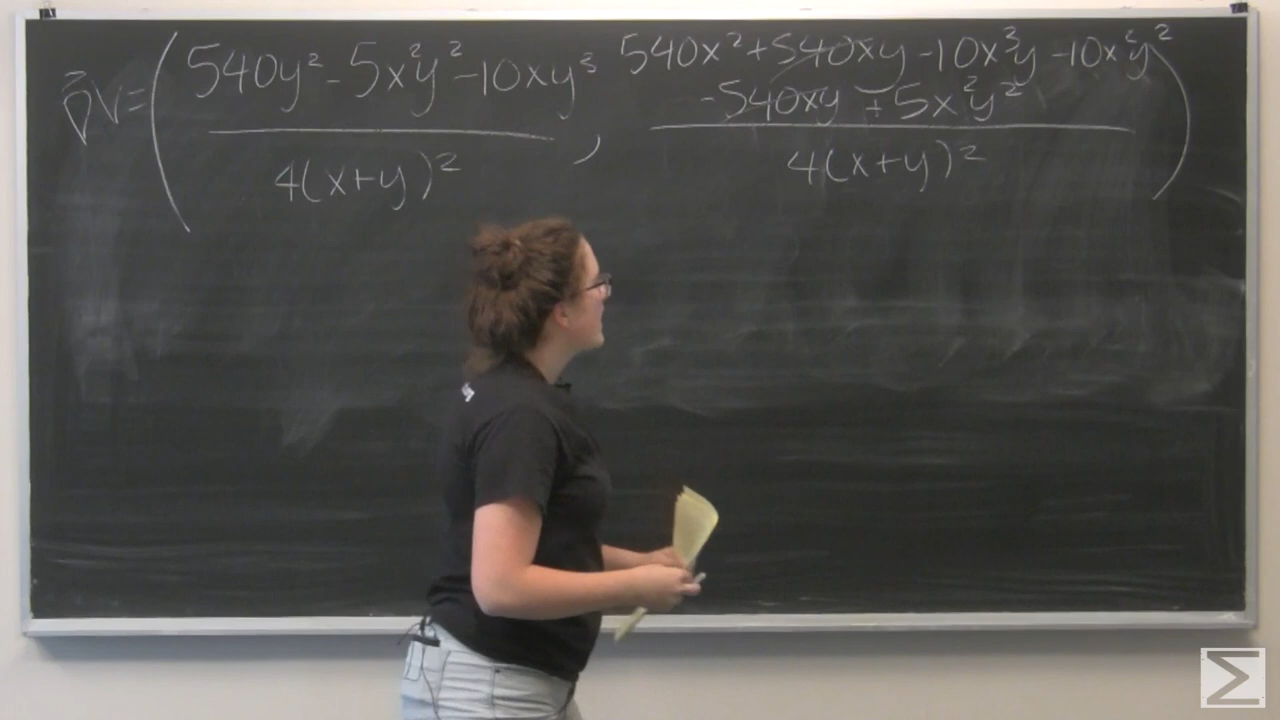 ∇⃗V = ( 540y² - 5x²y² - 10xy³ / 4(x+y)² , 540x² + 540xy - 10x³y - 10x²y² - 540xy + 5x²y² / 4(x+y)² )
Σ